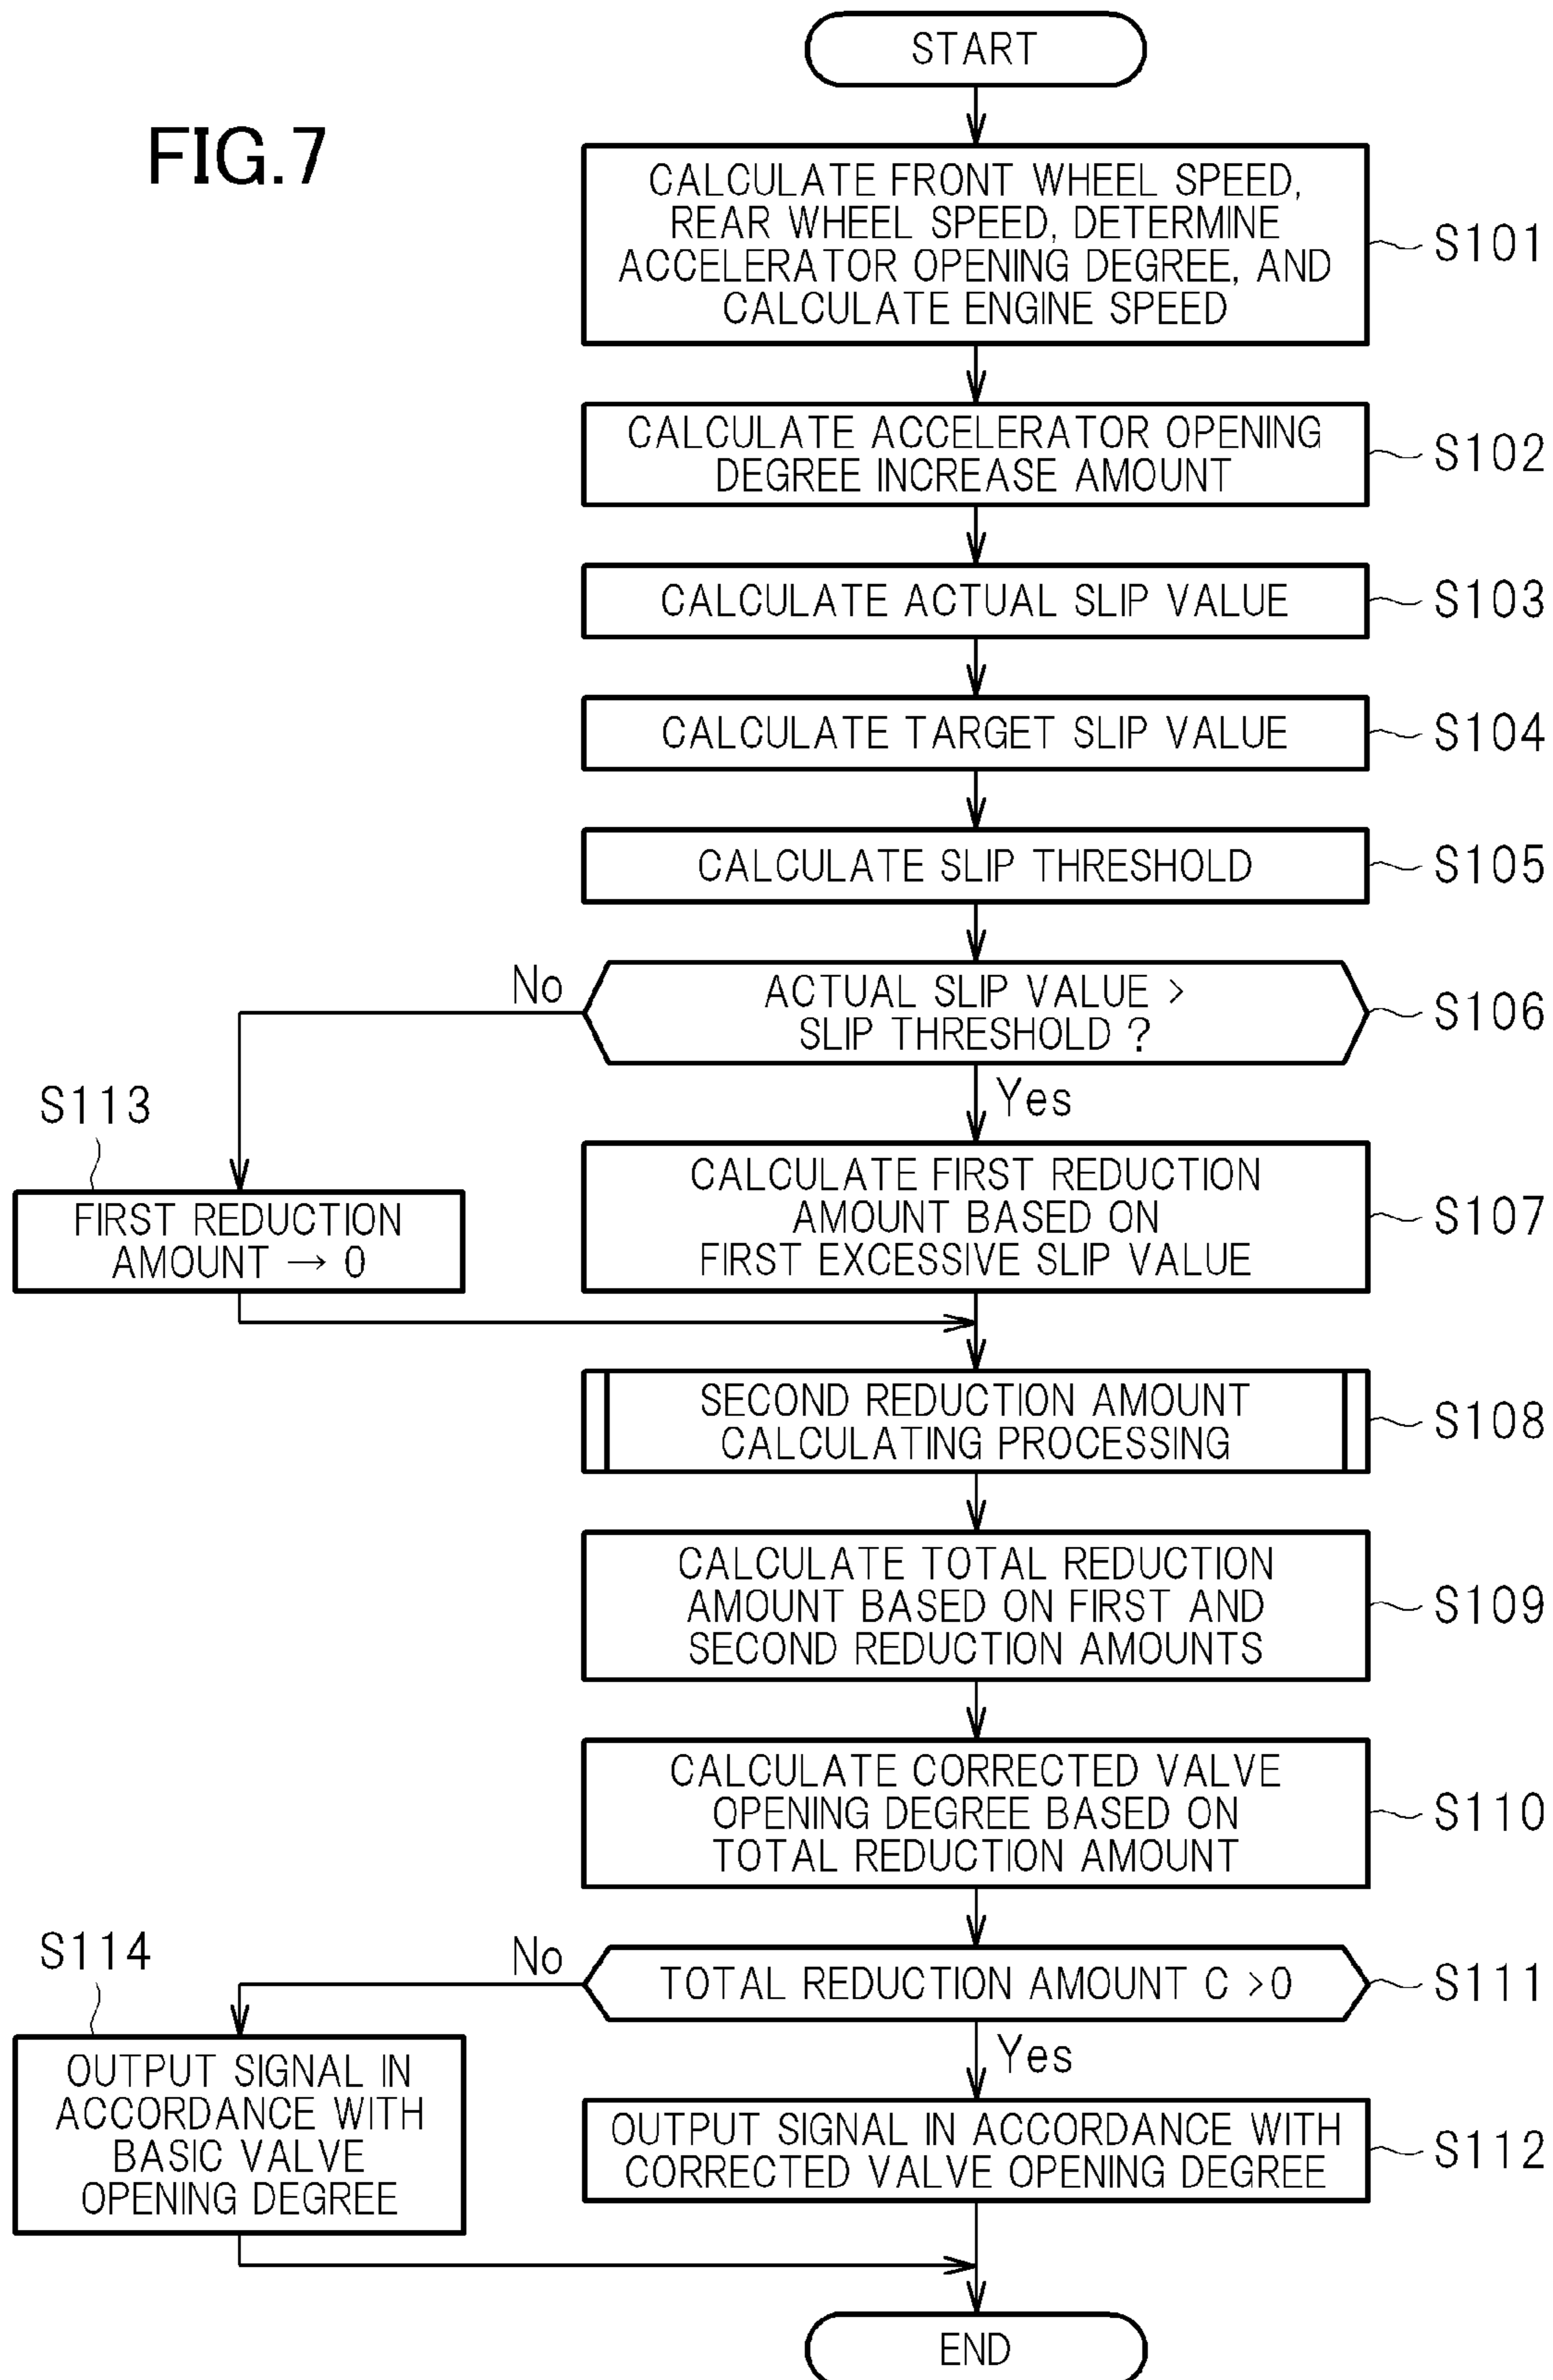 START
FIG.7
CALCULATE FRONT WHEEL SPEED,
REAR WHEEL SPEED, DETERMINE
ACCELERATOR OPENING DEGREE, AND
CALCULATE ENGINE SPEED
S101
CALCULATE ACCELERATOR OPENING
DEGREE INCREASE AMOUNT
S102
CALCULATE ACTUAL SLIP VALUE
S103
CALCULATE TARGET SLIP VALUE
S104
CALCULATE SLIP THRESHOLD
S105
No
ACTUAL SLIP VALUE >
SLIP THRESHOLD ?
S106
Yes
S113
FIRST REDUCTION
AMOUNT → 0
CALCULATE FIRST REDUCTION
AMOUNT BASED ON
FIRST EXCESSIVE SLIP VALUE
S107
SECOND REDUCTION AMOUNT
CALCULATING PROCESSING
S108
CALCULATE TOTAL REDUCTION
AMOUNT BASED ON FIRST AND
SECOND REDUCTION AMOUNTS
S109
CALCULATE CORRECTED VALVE
OPENING DEGREE BASED ON
TOTAL REDUCTION AMOUNT
S110
No
TOTAL REDUCTION AMOUNT C >0
S111
Yes
S114
OUTPUT SIGNAL IN
ACCORDANCE WITH
BASIC VALVE
OPENING DEGREE
OUTPUT SIGNAL IN ACCORDANCE WITH
CORRECTED VALVE OPENING DEGREE
S112
END